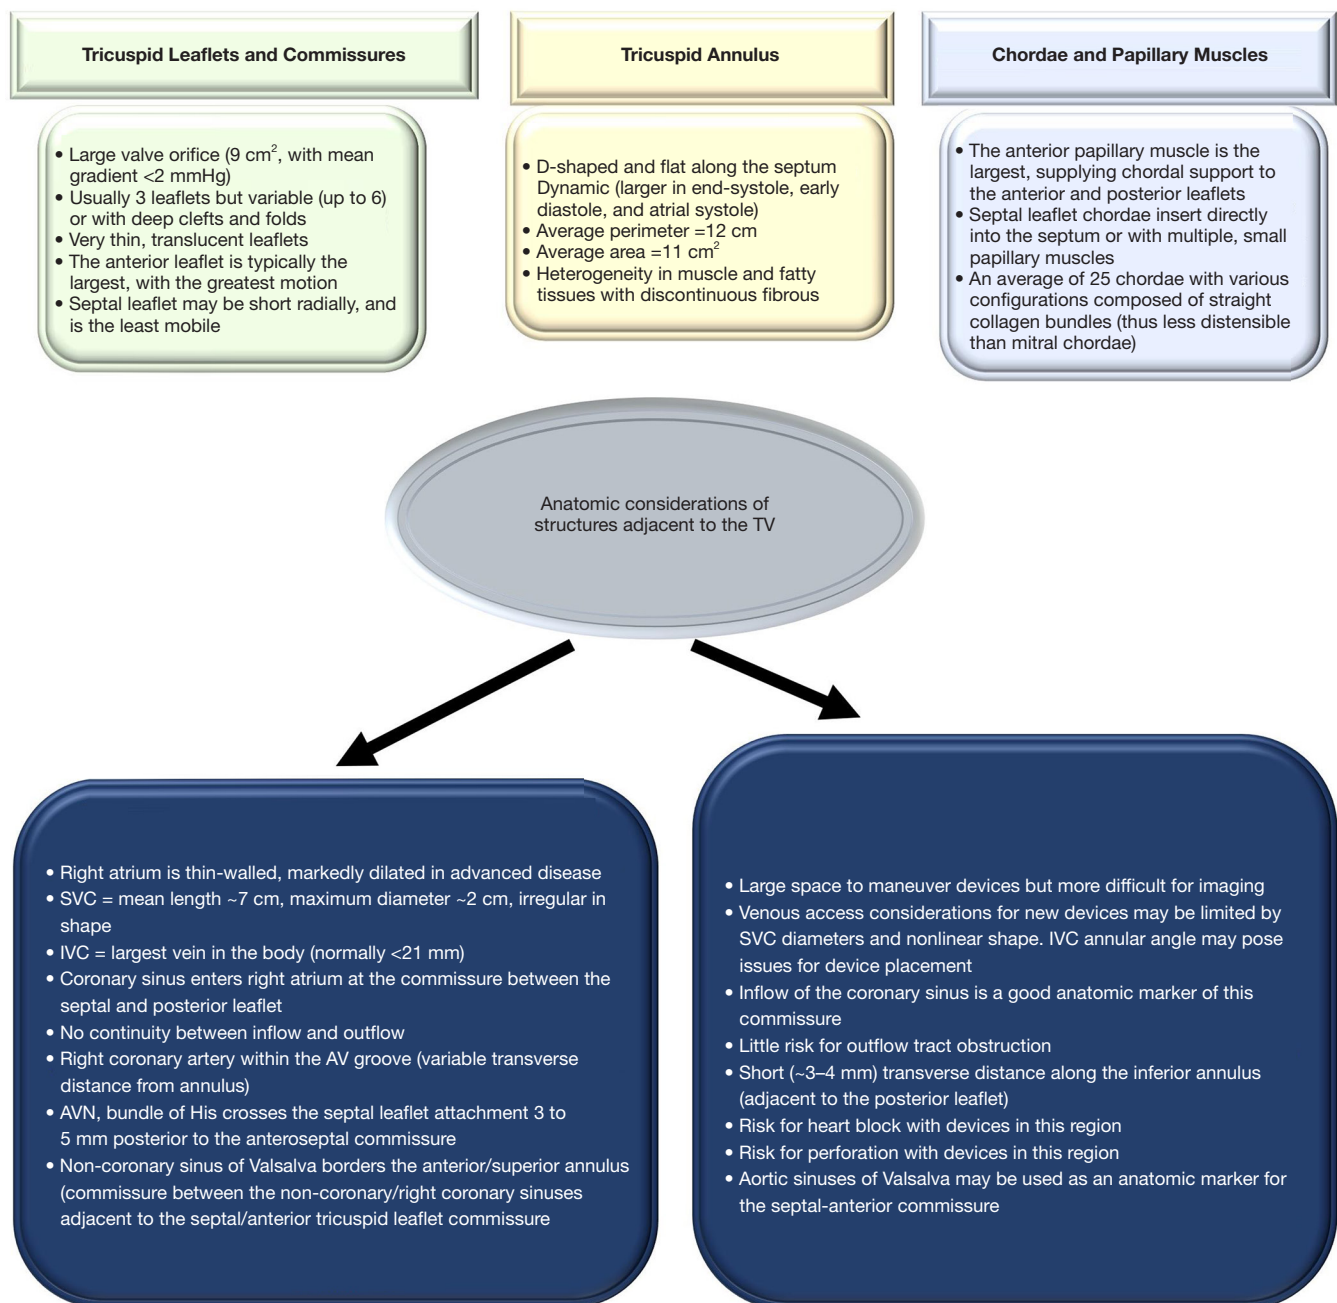 Tricuspid Leaflets and Commissures
• Large valve orifice (9 cm², with mean
gradient <2 mmHg)
• Usually 3 leaflets but variable (up to 6)
or with deep clefts and folds
• Very thin, translucent leaflets
• The anterior leaflet is typically the
largest, with the greatest motion
• Septal leaflet may be short radially, and
is the least mobile
Tricuspid Annulus
• D-shaped and flat along the septum
Dynamic (larger in end-systole, early
diastole, and atrial systole)
• Average perimeter =12 cm
• Average area =11 cm²
• Heterogeneity in muscle and fatty
tissues with discontinuous fibrous
Chordae and Papillary Muscles
• The anterior papillary muscle is the
largest, supplying chordal support to
the anterior and posterior leaflets
• Septal leaflet chordae insert directly
into the septum or with multiple, small
papillary muscles
• An average of 25 chordae with various
configurations composed of straight
collagen bundles (thus less distensible
than mitral chordae)
Anatomic considerations of
structures adjacent to the TV
• Right atrium is thin-walled, markedly dilated in advanced disease
• SVC = mean length ~7 cm, maximum diameter ~2 cm, irregular in
shape
• IVC = largest vein in the body (normally <21 mm)
• Coronary sinus enters right atrium at the commissure between the
septal and posterior leaflet
• No continuity between inflow and outflow
• Right coronary artery within the AV groove (variable transverse
distance from annulus)
• AVN, bundle of His crosses the septal leaflet attachment 3 to
5 mm posterior to the anteroseptal commissure
• Non-coronary sinus of Valsalva borders the anterior/superior annulus
(commissure between the non-coronary/right coronary sinuses
adjacent to the septal/anterior tricuspid leaflet commissure
• Large space to maneuver devices but more difficult for imaging
• Venous access considerations for new devices may be limited by
SVC diameters and nonlinear shape. IVC annular angle may pose
issues for device placement
• Inflow of the coronary sinus is a good anatomic marker of this
commissure
• Little risk for outflow tract obstruction
• Short (~3–4 mm) transverse distance along the inferior annulus
(adjacent to the posterior leaflet)
• Risk for heart block with devices in this region
• Risk for perforation with devices in this region
• Aortic sinuses of Valsalva may be used as an anatomic marker for
the septal-anterior commissure